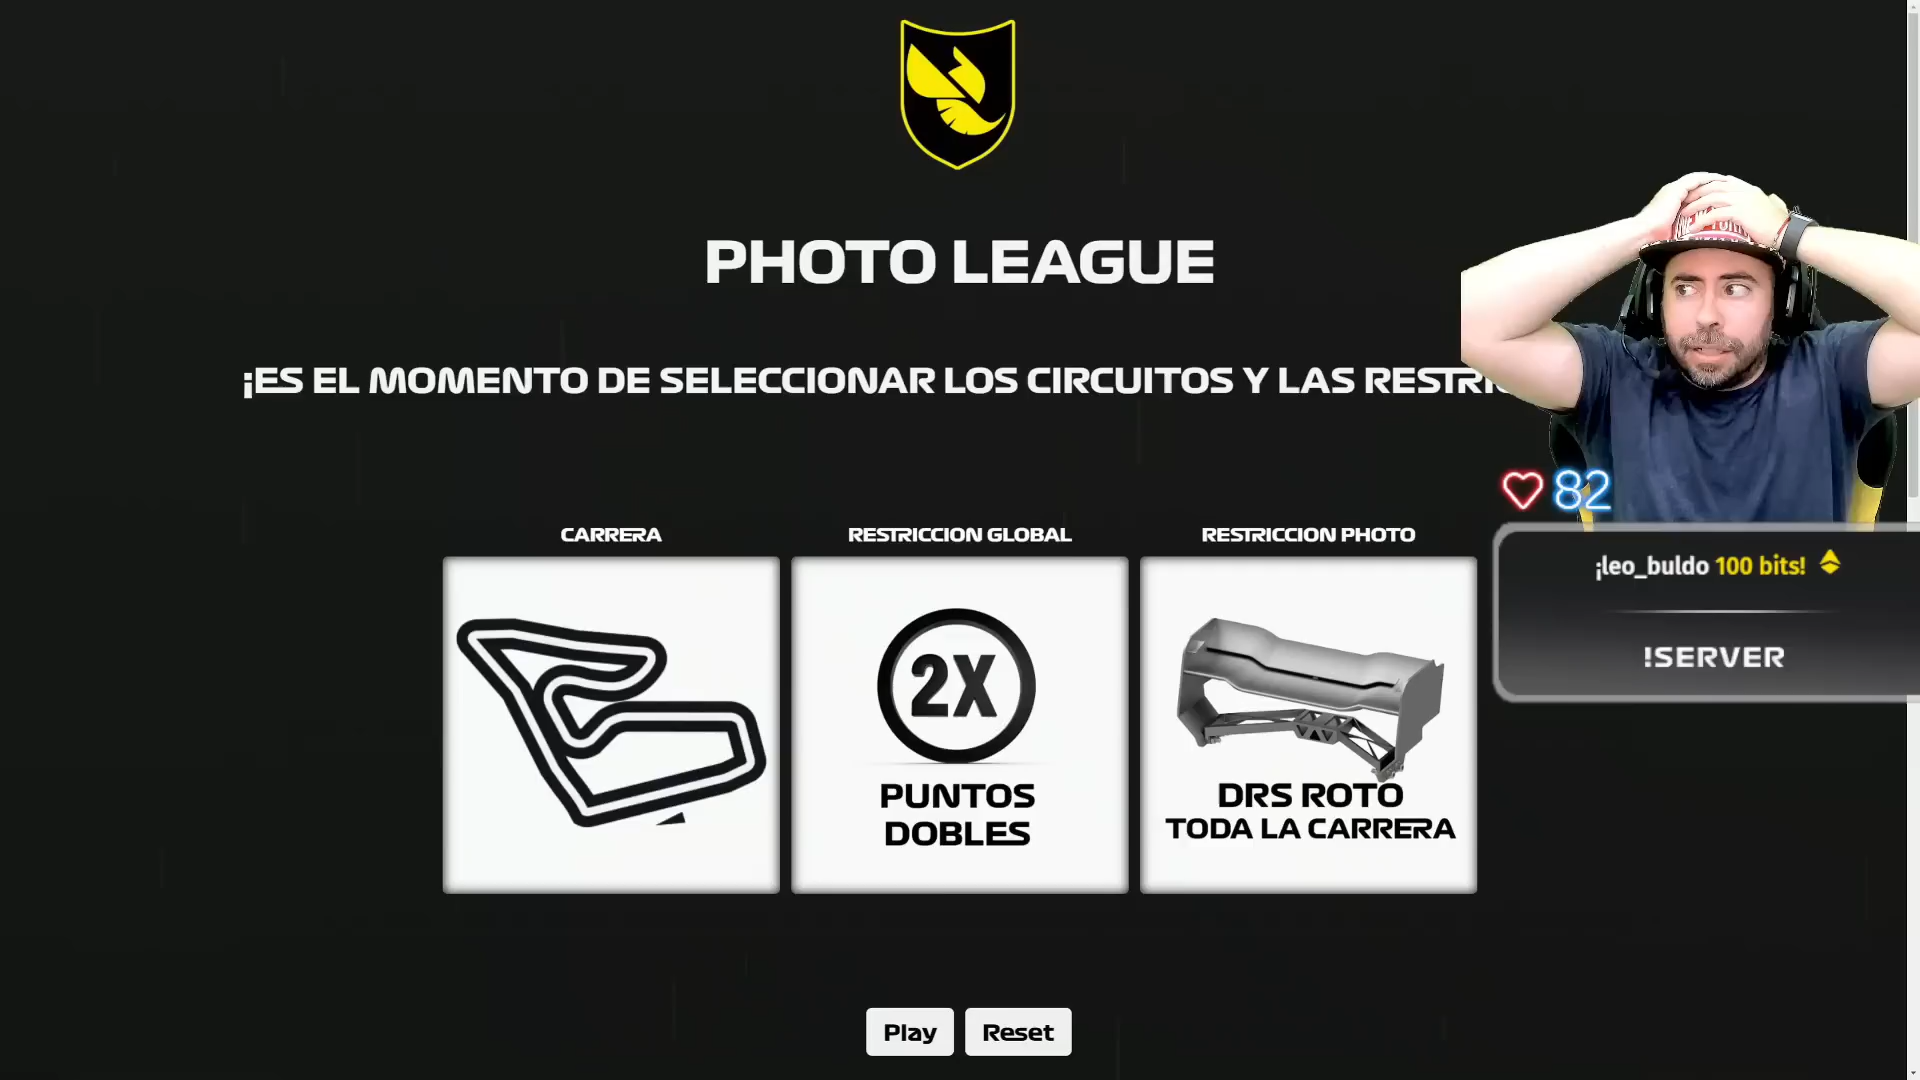 PHOTO LEAGUE
¡ES EL MOMENTO DE SELECCIONAR LOS CIRCUITOS Y LAS
CARRERA
RESTRICCION GLOBAL
RESTRICCION PHOTO
2X
PUNTOS
DOBLES
DRS ROTO
TODA LA CARRERA
82
¡leo_buldo 100 bits!
!SERVER
Play
Reset